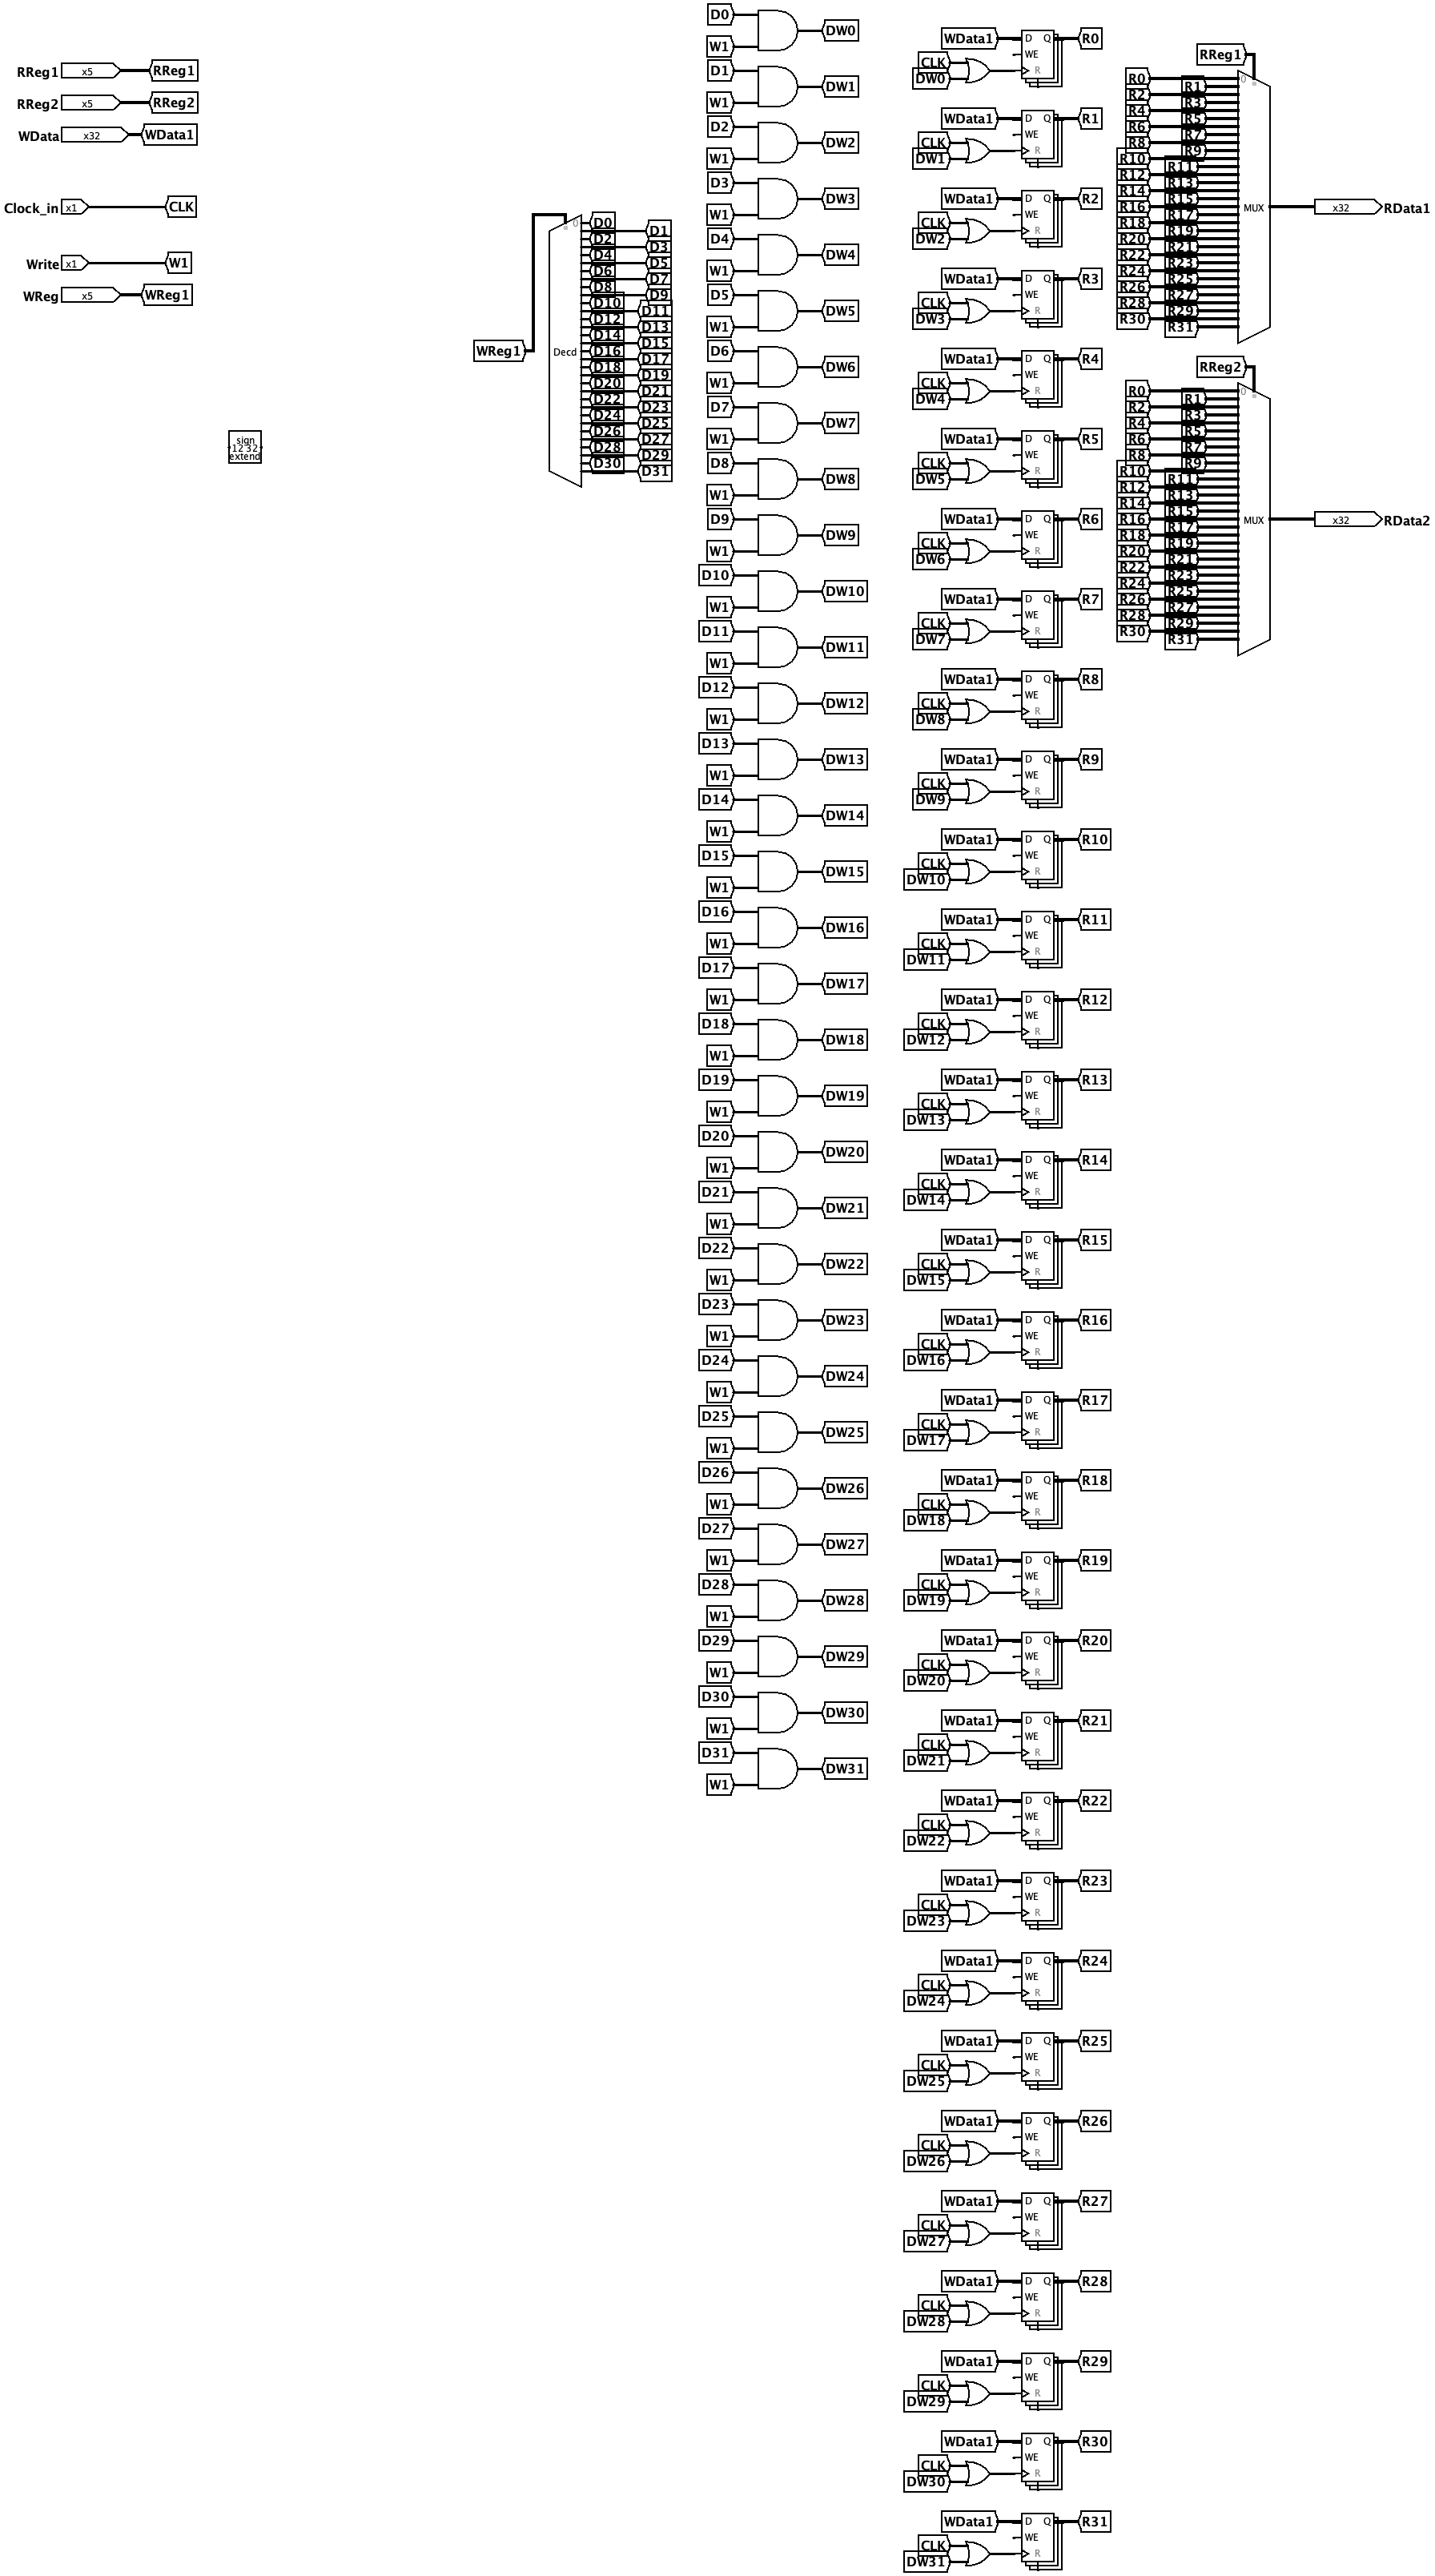 RReg1 x5 RReg1
RReg2 x5 RReg2
WData x32 WData1
Clock_in x1 CLK
Write x1 W1
WReg x5 WReg1
sign
12 32
extend
WReg1
Decd
0
D0
D1
D2
D3
D4
D5
D6
D7
D8
D9
D10
D11
D12
D13
D14
D15
D16
D17
D18
D19
D20
D21
D22
D23
D24
D25
D26
D27
D28
D29
D30
D31
D0
DW0
W1
D1
DW1
W1
D2
DW2
W1
D3
DW3
W1
D4
DW4
W1
D5
DW5
W1
D6
DW6
W1
D7
DW7
W1
D8
DW8
W1
D9
DW9
W1
D10
DW10
W1
D11
DW11
W1
D12
DW12
W1
D13
DW13
W1
D14
DW14
W1
D15
DW15
W1
D16
DW16
W1
D17
DW17
W1
D18
DW18
W1
D19
DW19
W1
D20
DW20
W1
D21
DW21
W1
D22
DW22
W1
D23
DW23
W1
D24
DW24
W1
D25
DW25
W1
D26
DW26
W1
D27
DW27
W1
D28
DW28
W1
D29
DW29
W1
D30
DW30
W1
D31
DW31
W1
WData1 D Q R0
WE
CLK R
DW0
WData1 D Q R1
WE
CLK R
DW1
WData1 D Q R2
WE
CLK R
DW2
WData1 D Q R3
WE
CLK R
DW3
WData1 D Q R4
WE
CLK R
DW4
WData1 D Q R5
WE
CLK R
DW5
WData1 D Q R6
WE
CLK R
DW6
WData1 D Q R7
WE
CLK R
DW7
WData1 D Q R8
WE
CLK R
DW8
WData1 D Q R9
WE
CLK R
DW9
WData1 D Q R10
WE
CLK R
DW10
WData1 D Q R11
WE
CLK R
DW11
WData1 D Q R12
WE
CLK R
DW12
WData1 D Q R13
WE
CLK R
DW13
WData1 D Q R14
WE
CLK R
DW14
WData1 D Q R15
WE
CLK R
DW15
WData1 D Q R16
WE
CLK R
DW16
WData1 D Q R17
WE
CLK R
DW17
WData1 D Q R18
WE
CLK R
DW18
WData1 D Q R19
WE
CLK R
DW19
WData1 D Q R20
WE
CLK R
DW20
WData1 D Q R21
WE
CLK R
DW21
WData1 D Q R22
WE
CLK R
DW22
WData1 D Q R23
WE
CLK R
DW23
WData1 D Q R24
WE
CLK R
DW24
WData1 D Q R25
WE
CLK R
DW25
WData1 D Q R26
WE
CLK R
DW26
WData1 D Q R27
WE
CLK R
DW27
WData1 D Q R28
WE
CLK R
DW28
WData1 D Q R29
WE
CLK R
DW29
WData1 D Q R30
WE
CLK R
DW30
WData1 D Q R31
WE
CLK R
DW31
RReg1
0
R0
R1
R2
R3
R4
R5
R6
R7
R8
R9
R10
R11
R12
R13
R14
R15
R16
R17
R18
R19
R20
R21
R22
R23
R24
R25
R26
R27
R28
R29
R30
R31
MUX
x32 RData1
RReg2
0
R0
R1
R2
R3
R4
R5
R6
R7
R8
R9
R10
R11
R12
R13
R14
R15
R16
R17
R18
R19
R20
R21
R22
R23
R24
R25
R26
R27
R28
R29
R30
R31
MUX
x32 RData2